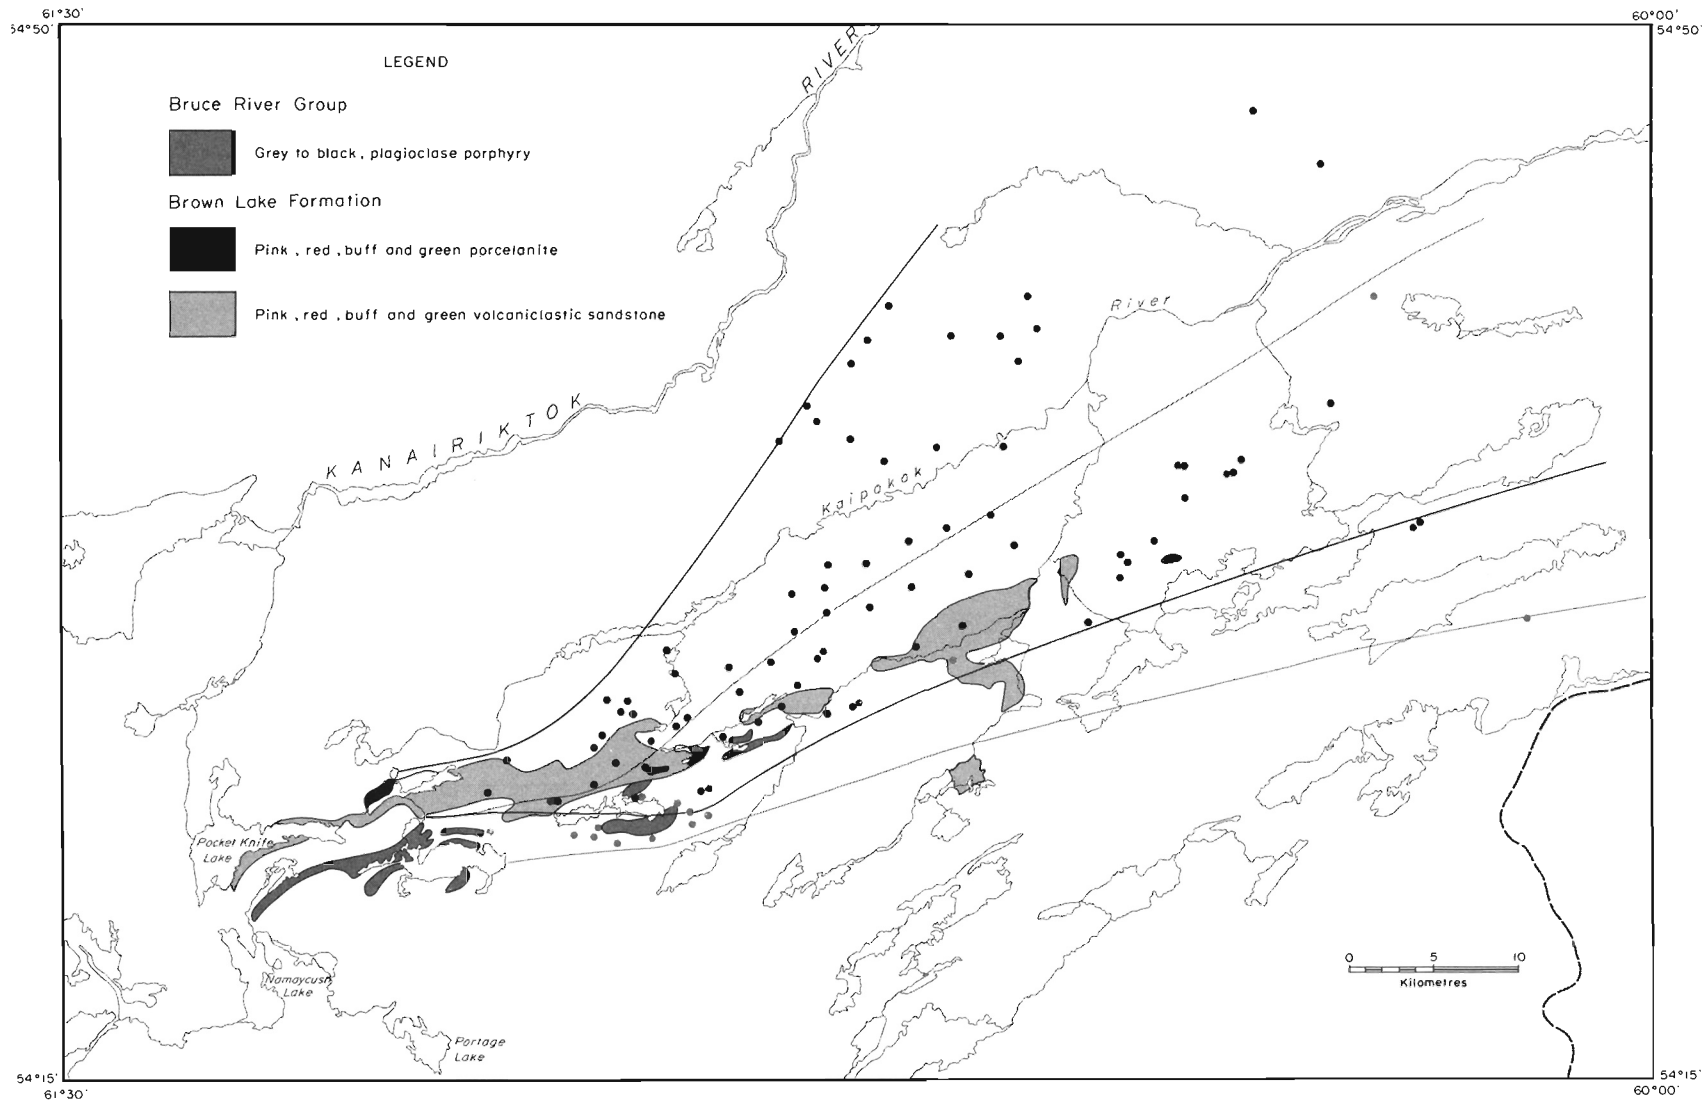 61°30'
60°00'
54°50'
54°50'
LEGEND
Bruce River Group
Grey to black, plagioclase porphyry
Brown Lake Formation
Pink, red, buff and green porcelanite
Pink, red, buff and green volcaniclastic sandstone
KANAIRIKTOK
RIVER
Kaipokok
River
Pocket Knife
Lake
Namaycush
Lake
Portage
Lake
0 5 10
Kilometres
54°15'
54°15'
61°30'
60°00'